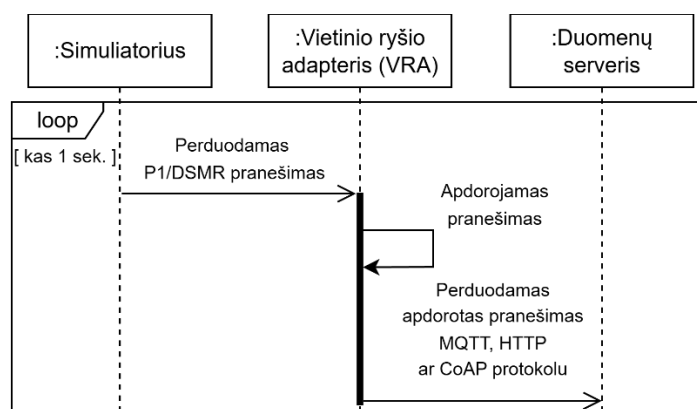 :Simuliatorius
:Vietinio ryšio
adapteris (VRA)
:Duomenų
serveris
loop
[ kas 1 sek. ]
Perduodamas
P1/DSMR pranešimas
Apdorojamas
pranešimas
Perduodamas
apdorotas pranešimas
MQTT, HTTP
ar CoAP protokolu